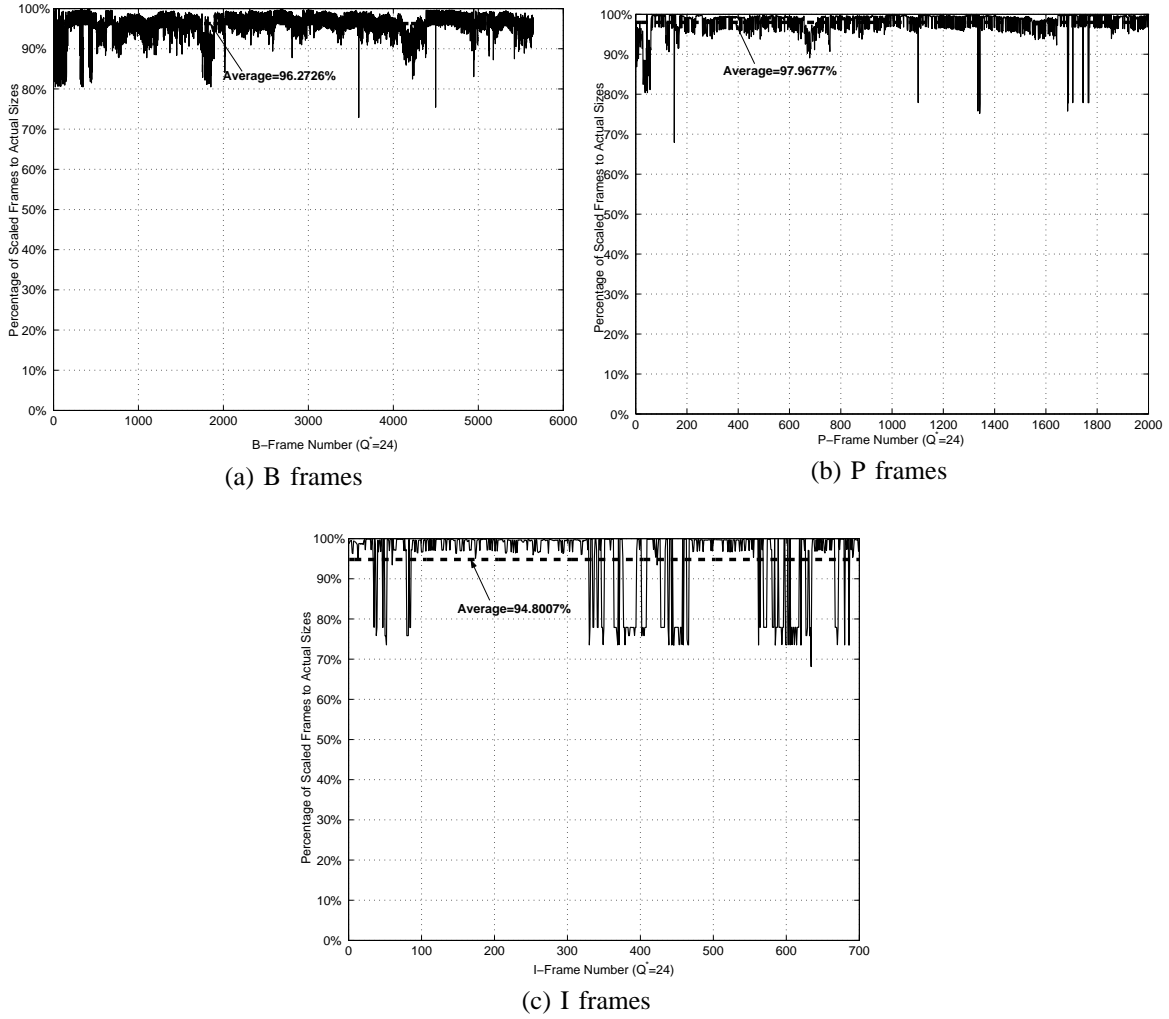 100%
90%
80%
70%
60%
50%
40%
30%
20%
10%
0%
Percentage of Scaled Frames to Actual Sizes
Average=96.2726%
0 1000 2000 3000 4000 5000 6000
B-Frame Number (Q*=24)
(a) B frames
100%
90%
80%
70%
60%
50%
40%
30%
20%
10%
0%
Percentage of Scaled Frames to Actual Sizes
Average=97.9677%
0 200 400 600 800 1000 1200 1400 1600 1800 2000
P-Frame Number (Q*=24)
(b) P frames
100%
90%
80%
70%
60%
50%
40%
30%
20%
10%
0%
Percentage of Scaled Frames to Actual Sizes
Average=94.8007%
0 100 200 300 400 500 600 700
I-Frame Number (Q*=24)
(c) I frames